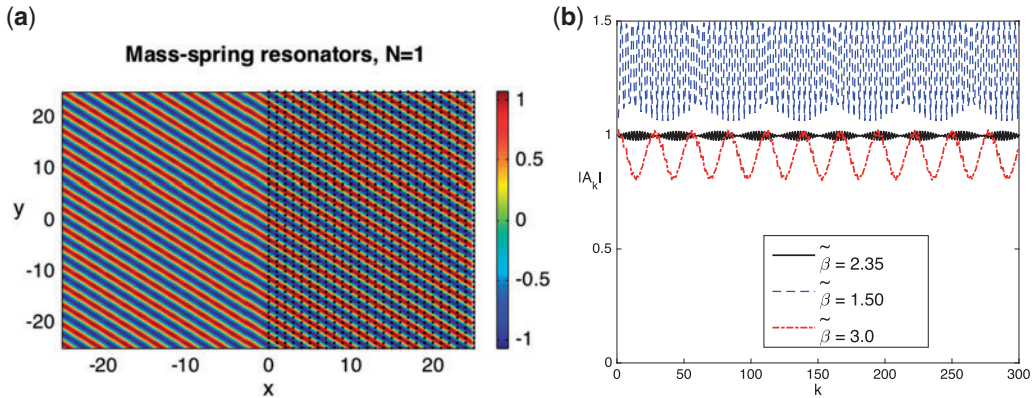 (a)
Mass-spring resonators, N=1
20
10
0
-10
-20
y
-20
-10
0
10
20
x
1
0.5
0
-0.5
-1
(b)
1.5
1
|A_k|
0.5
0
0
50
100
150
200
250
300
k
β̃ = 2.35
β̃ = 1.50
β̃ = 3.0